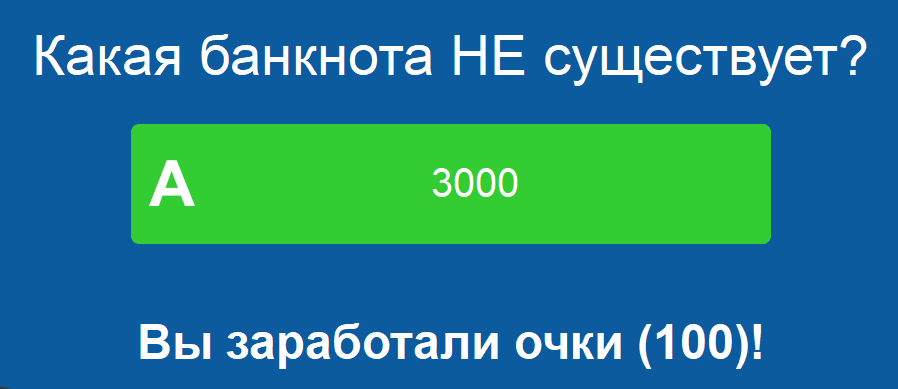 Какая банкнота НЕ существует?
A 3000
Вы заработали очки (100)!